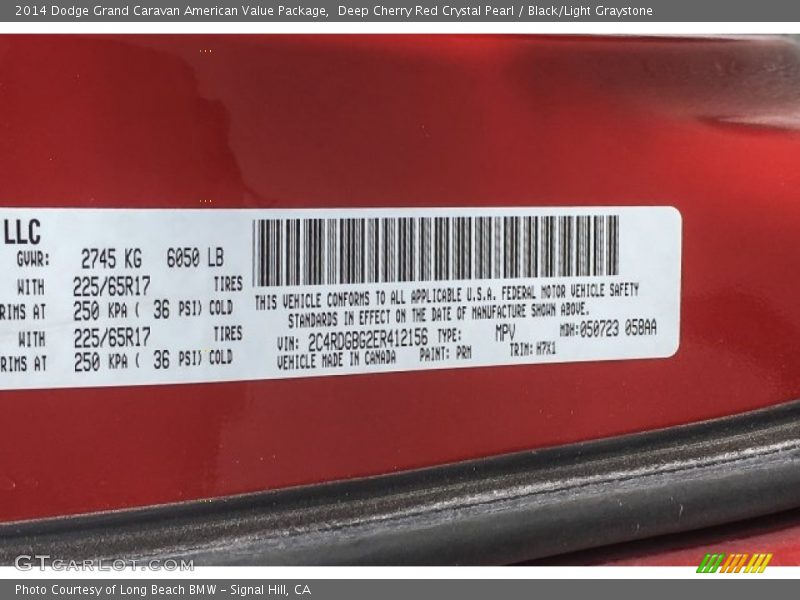 2014 Dodge Grand Caravan American Value Package,  Deep Cherry Red Crystal Pearl / Black/Light Graystone
LLC
GVWR: 2745 KG 6050 LB
WITH 225/65R17 TIRES
RIMS AT 250 KPA ( 36 PSI) COLD
WITH 225/65R17 TIRES
RIMS AT 250 KPA ( 36 PSI) COLD
THIS VEHICLE CONFORMS TO ALL APPLICABLE U.S.A. FEDERAL MOTOR VEHICLE SAFETY
STANDARDS IN EFFECT ON THE DATE OF MANUFACTURE SHOWN ABOVE.
VIN: 2C4RDGBG2ER412156 TYPE: MPV MDH: 050723 058AA
VEHICLE MADE IN CANADA PAINT: PRM TRIM: H7X1
GTcarlot.com
Photo Courtesy of Long Beach BMW - Signal Hill, CA